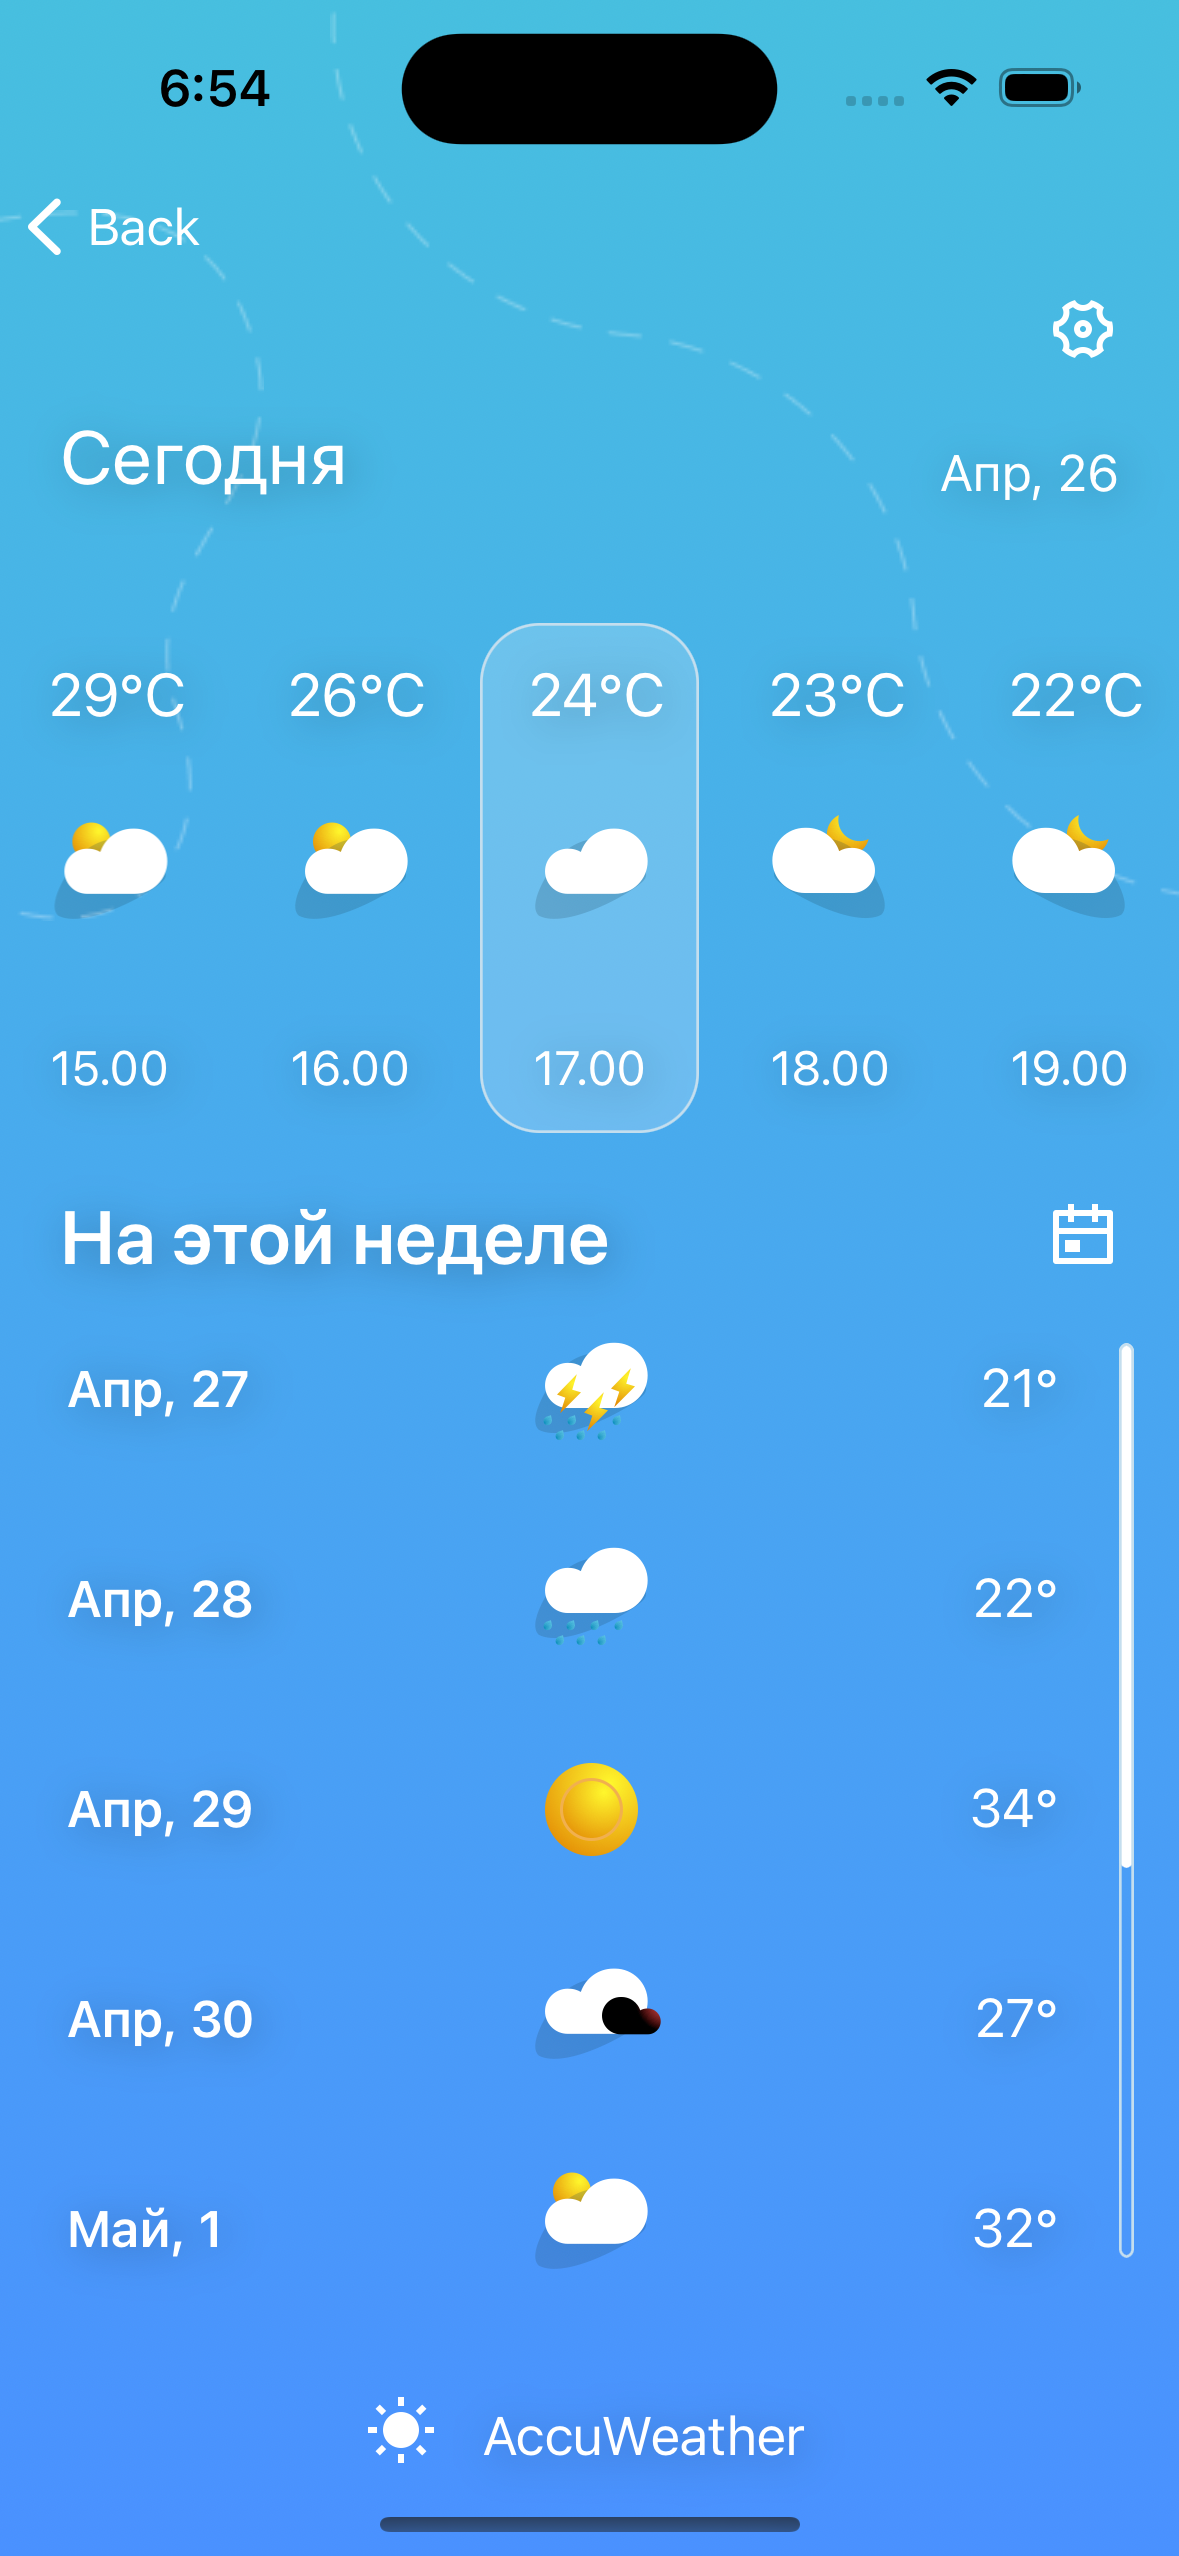 6:54
Back
Сегодня
Апр, 26
29°C 26°C 24°C 23°C 22°C
15.00 16.00 17.00 18.00 19.00
На этой неделе
Апр, 27 21°
Апр, 28 22°
Апр, 29 34°
Апр, 30 27°
Май, 1 32°
AccuWeather